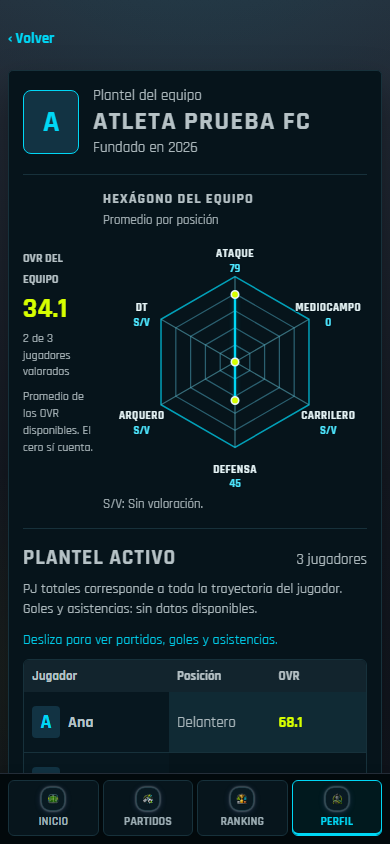 ‹ Volver
A
Plantel del equipo
ATLETA PRUEBA FC
Fundado en 2026
HEXÁGONO DEL EQUIPO
Promedio por posición
OVR DEL
EQUIPO
34.1
2 de 3
jugadores
valorados
Promedio de
los OVR
disponibles. El
cero sí cuenta.
ATAQUE
79
DT
S/V
MEDIOCAMPO
0
ARQUERO
S/V
CARRILERO
S/V
DEFENSA
45
S/V: Sin valoración.
PLANTEL ACTIVO
3 jugadores
PJ totales corresponde a toda la trayectoria del jugador.
Goles y asistencias: sin datos disponibles.
Desliza para ver partidos, goles y asistencias.
Jugador Posición OVR
A Ana Delantero 68.1
INICIO PARTIDOS RANKING PERFIL